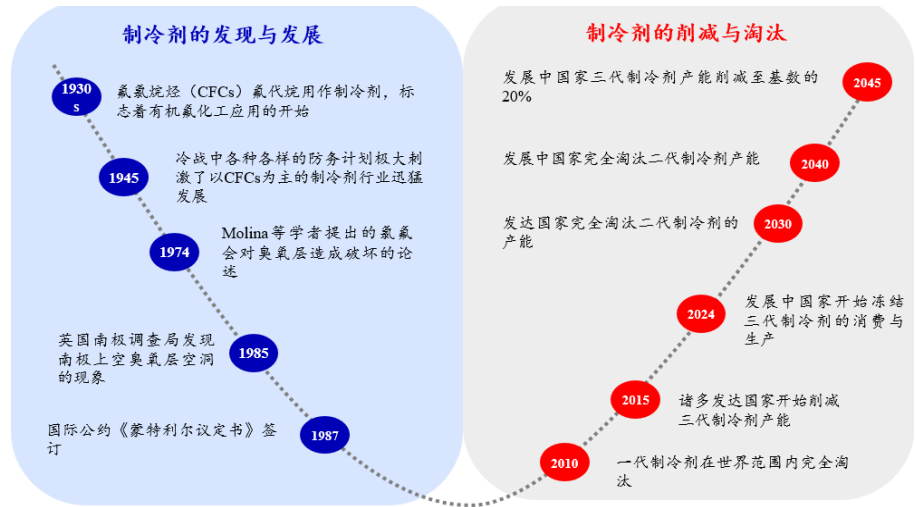 制冷剂的发现与发展
1930
s
氟氯烷烃（CFCs）氟代烷用作制冷剂，标
志着有机氟化工应用的开始
1945
冷战中各种各样的防务计划极大刺
激了以CFCs为主的制冷剂行业迅猛
发展
1974
Molina等学者提出的氯氟
会对臭氧层造成破坏的论
述
英国南极调查局发现
南极上空臭氧层空洞
的现象
1985
国际公约《蒙特利尔议定书》签
订
1987
制冷剂的削减与淘汰
发展中国家三代制冷剂产能削减至基数的
20%
2045
发展中国家完全淘汰二代制冷剂产能
2040
发达国家完全淘汰二代制冷剂的
产能
2030
2024
发展中国家开始冻结
三代制冷剂的消费与
生产
2015
诸多发达国家开始削减
三代制冷剂产能
2010
一代制冷剂在世界范围内完全淘
汰